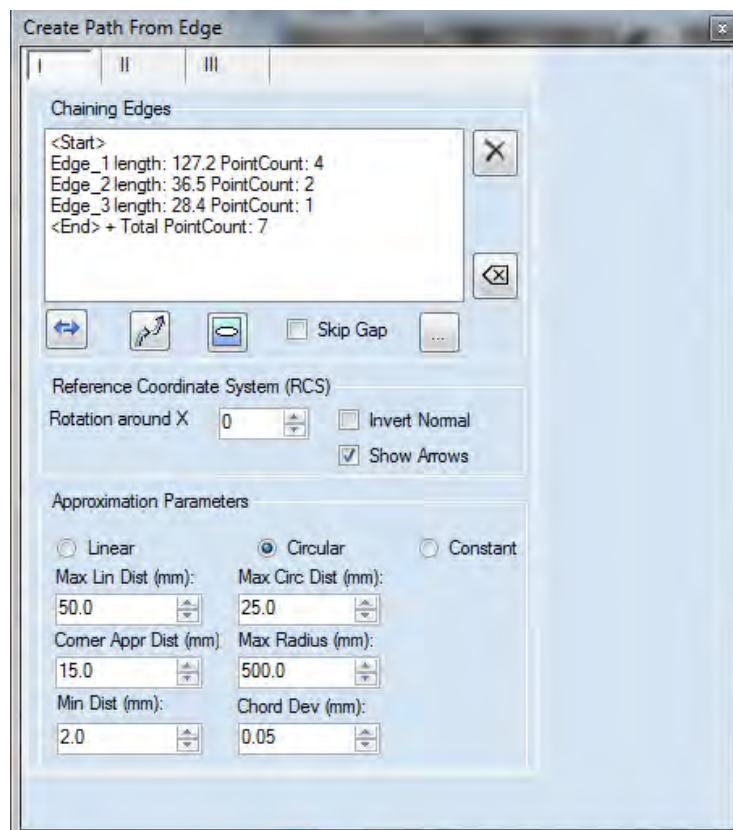 Create Path From Edge
I II III
Chaining Edges
<Start>
Edge_1 length: 127.2 PointCount: 4
Edge_2 length: 36.5 PointCount: 2
Edge_3 length: 28.4 PointCount: 1
<End> + Total PointCount: 7
Skip Gap ...
Reference Coordinate System (RCS)
Rotation around X 0 Invert Normal
Show Arrows
Approximation Parameters
Linear Circular Constant
Max Lin Dist (mm): Max Circ Dist (mm):
50.0 25.0
Corner Appr Dist (mm) Max Radius (mm):
15.0 500.0
Min Dist (mm): Chord Dev (mm):
2.0 0.05